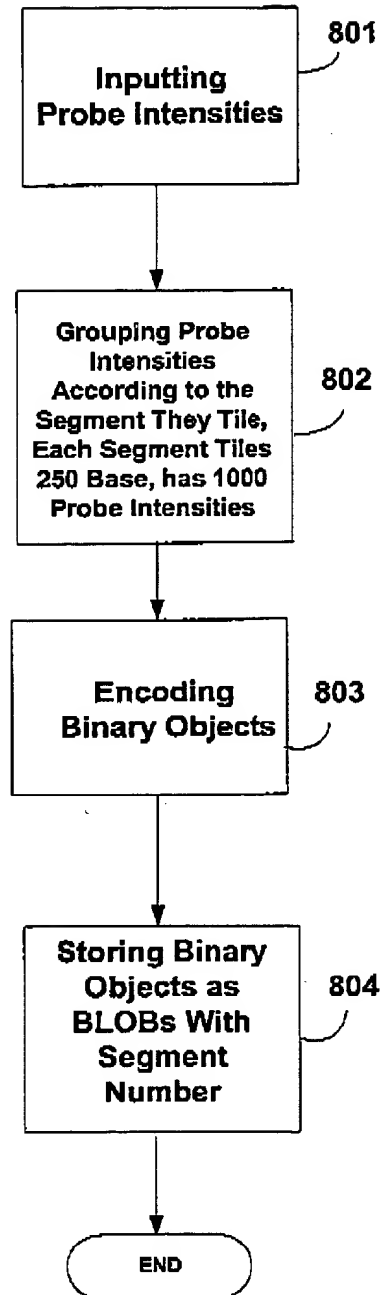 801
Inputting
Probe Intensities
Grouping Probe
Intensities
According to the
Segment They Tile,
Each Segment Tiles
250 Base, has 1000
Probe Intensities
802
Encoding
Binary Objects
803
Storing Binary
Objects as
BLOBs With
Segment
Number
804
END